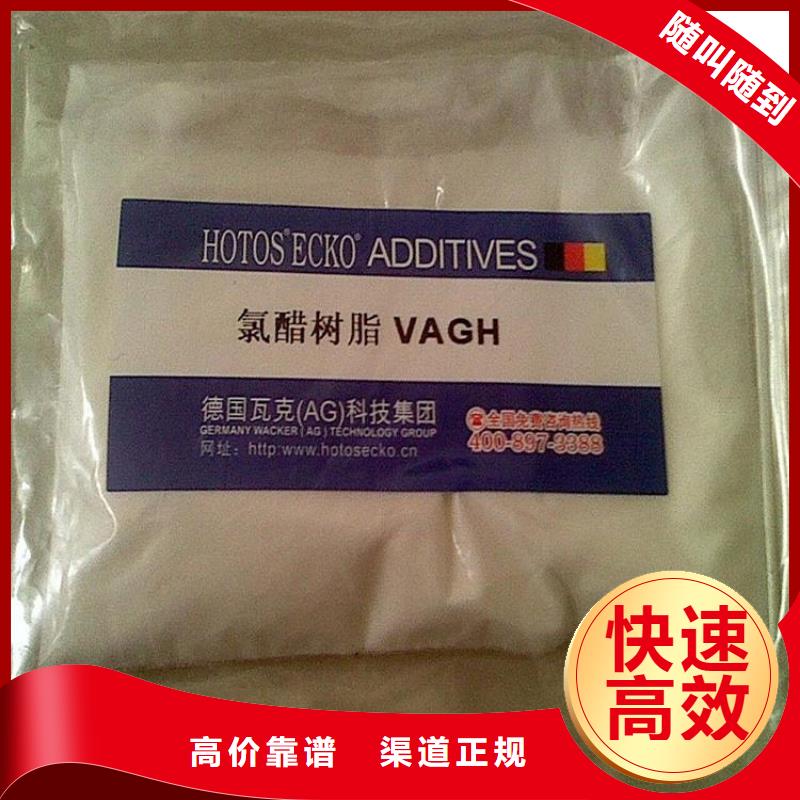 随叫随到
HOTOS®ECKO® ADDITIVES
氯醋树脂 VAGH
德国瓦克(AG)科技集团
GERMANY WACKER ( AG ) TECHNOLOGY GROUP
网址：http:www.hotosecko.cn
☎全国免费咨询热线
400-897-3388
快速
高效
高价靠谱 渠道正规